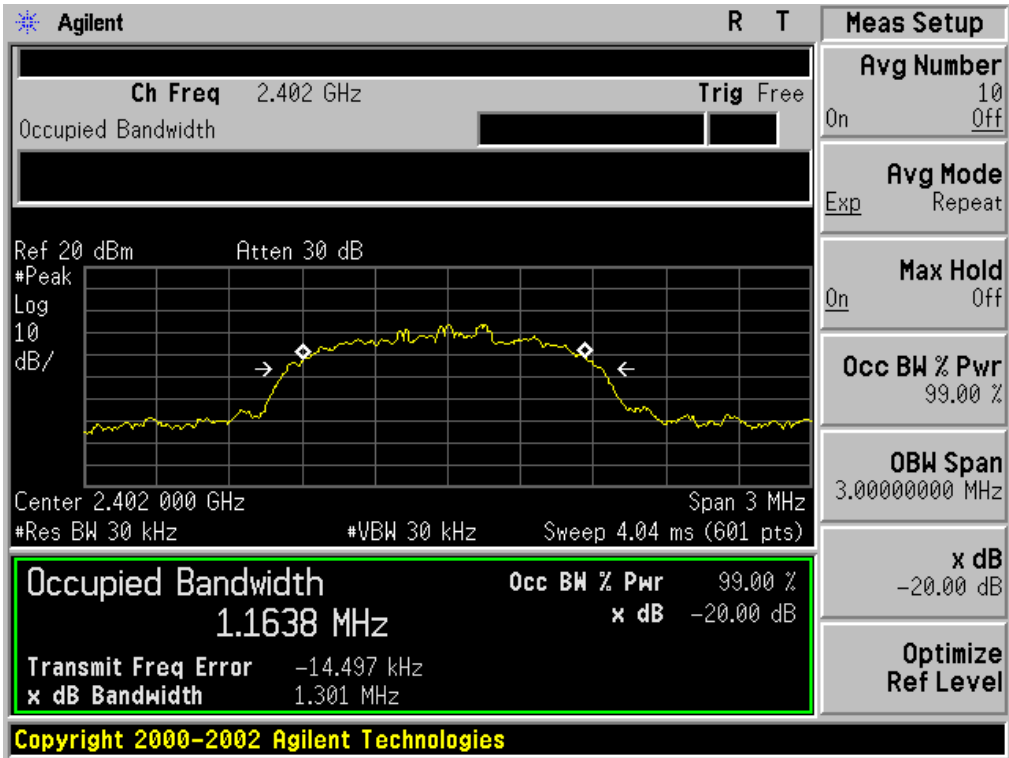 Agilent R T
Ch Freq 2.402 GHz Trig Free
Occupied Bandwidth
Ref 20 dBm Atten 30 dB
#Peak
Log
10
dB/
Center 2.402 000 GHz Span 3 MHz
#Res BW 30 kHz #VBW 30 kHz Sweep 4.04 ms (601 pts)
Occupied Bandwidth Occ BW % Pwr 99.00 %
1.1638 MHz x dB -20.00 dB
Transmit Freq Error -14.497 kHz
x dB Bandwidth 1.301 MHz
Copyright 2000-2002 Agilent Technologies
Meas Setup
Avg Number
10
On Off
Avg Mode
Exp Repeat
Max Hold
On Off
Occ BW % Pwr
99.00 %
OBW Span
3.00000000 MHz
x dB
-20.00 dB
Optimize
Ref Level